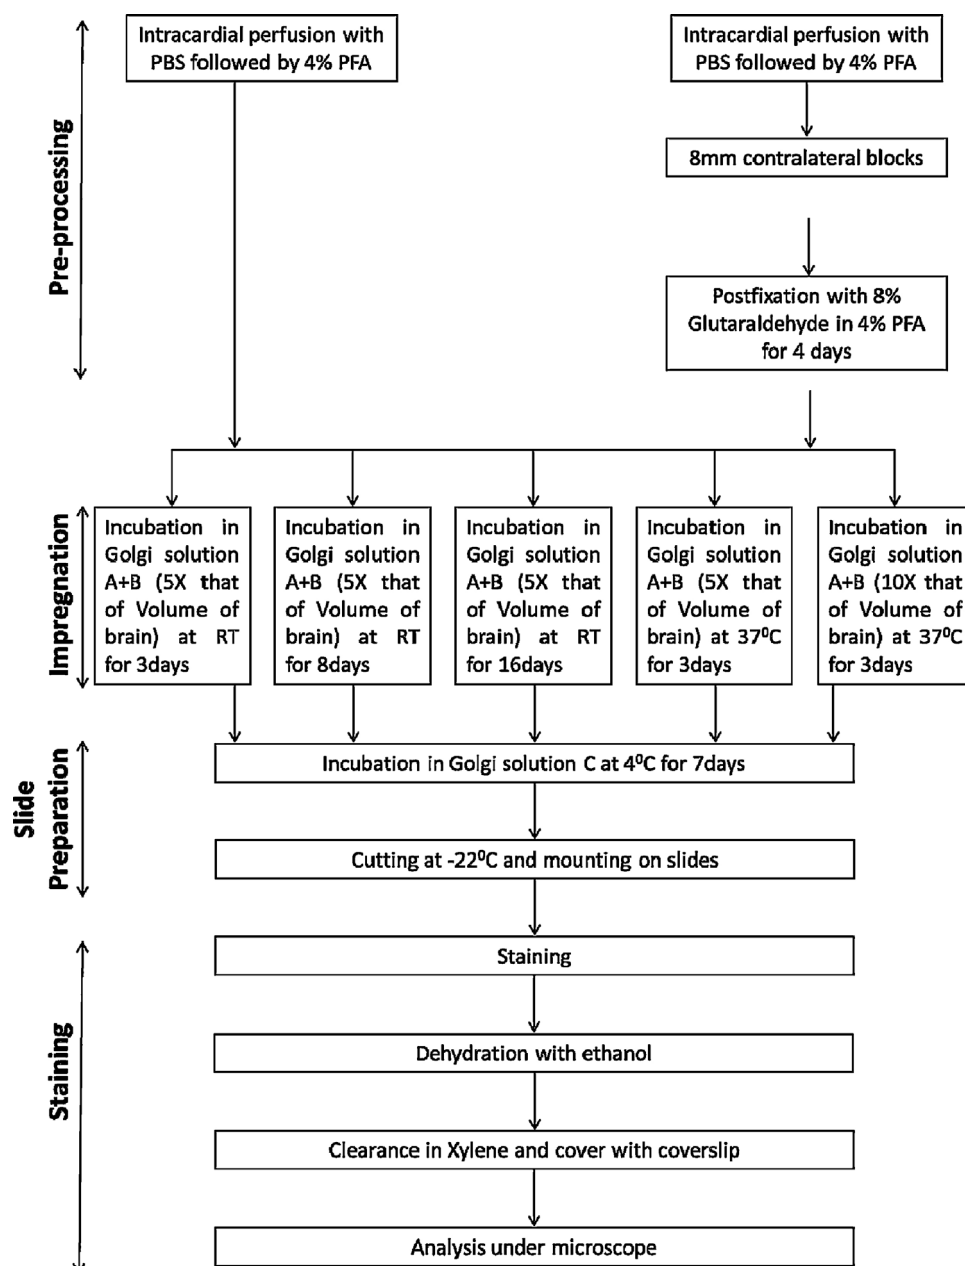 Pre-processing
Intracardial perfusion with
PBS followed by 4% PFA
Intracardial perfusion with
PBS followed by 4% PFA
8mm contralateral blocks
Postfixation with 8%
Glutaraldehyde in 4% PFA
for 4 days
Impregnation
Incubation in
Golgi solution
A+B (5X that
of Volume of
brain) at RT
for 3days
Incubation in
Golgi solution
A+B (5X that
of Volume of
brain) at RT
for 8days
Incubation in
Golgi solution
A+B (5X that
of Volume of
brain) at RT
for 16days
Incubation in
Golgi solution
A+B (5X that
of Volume of
brain) at 37⁰C
for 3days
Incubation in
Golgi solution
A+B (10X that
of Volume of
brain) at 37⁰C
for 3days
Slide
Preparation
Incubation in Golgi solution C at 4⁰C for 7days
Cutting at -22⁰C and mounting on slides
Staining
Staining
Dehydration with ethanol
Clearance in Xylene and cover with coverslip
Analysis under microscope